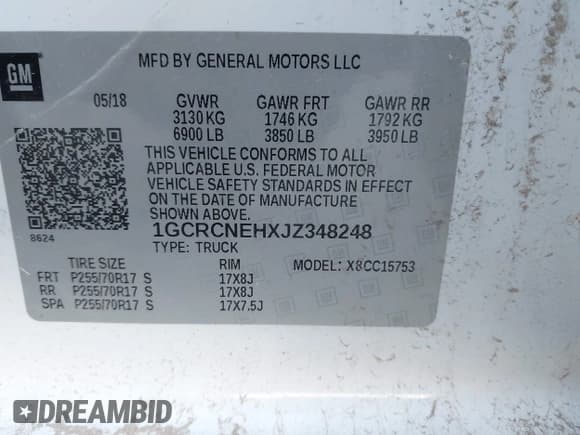 GM
MFD BY GENERAL MOTORS LLC
05/18 GVWR GAWR FRT GAWR RR
3130 KG 1746 KG 1792 KG
6900 LB 3850 LB 3950 LB
THIS VEHICLE CONFORMS TO ALL
APPLICABLE U.S. FEDERAL MOTOR
VEHICLE SAFETY STANDARDS IN EFFECT
ON THE DATE OF MANUFACTURE
SHOWN ABOVE.
8624
1GCRCNEHXJZ348248
TYPE: TRUCK
TIRE SIZE RIM MODEL: X8CC15753
FRT P255/70R17 S 17X8J
RR P255/70R17 S 17X8J
SPA P255/70R17 S 17X7.5J
DREAMBID